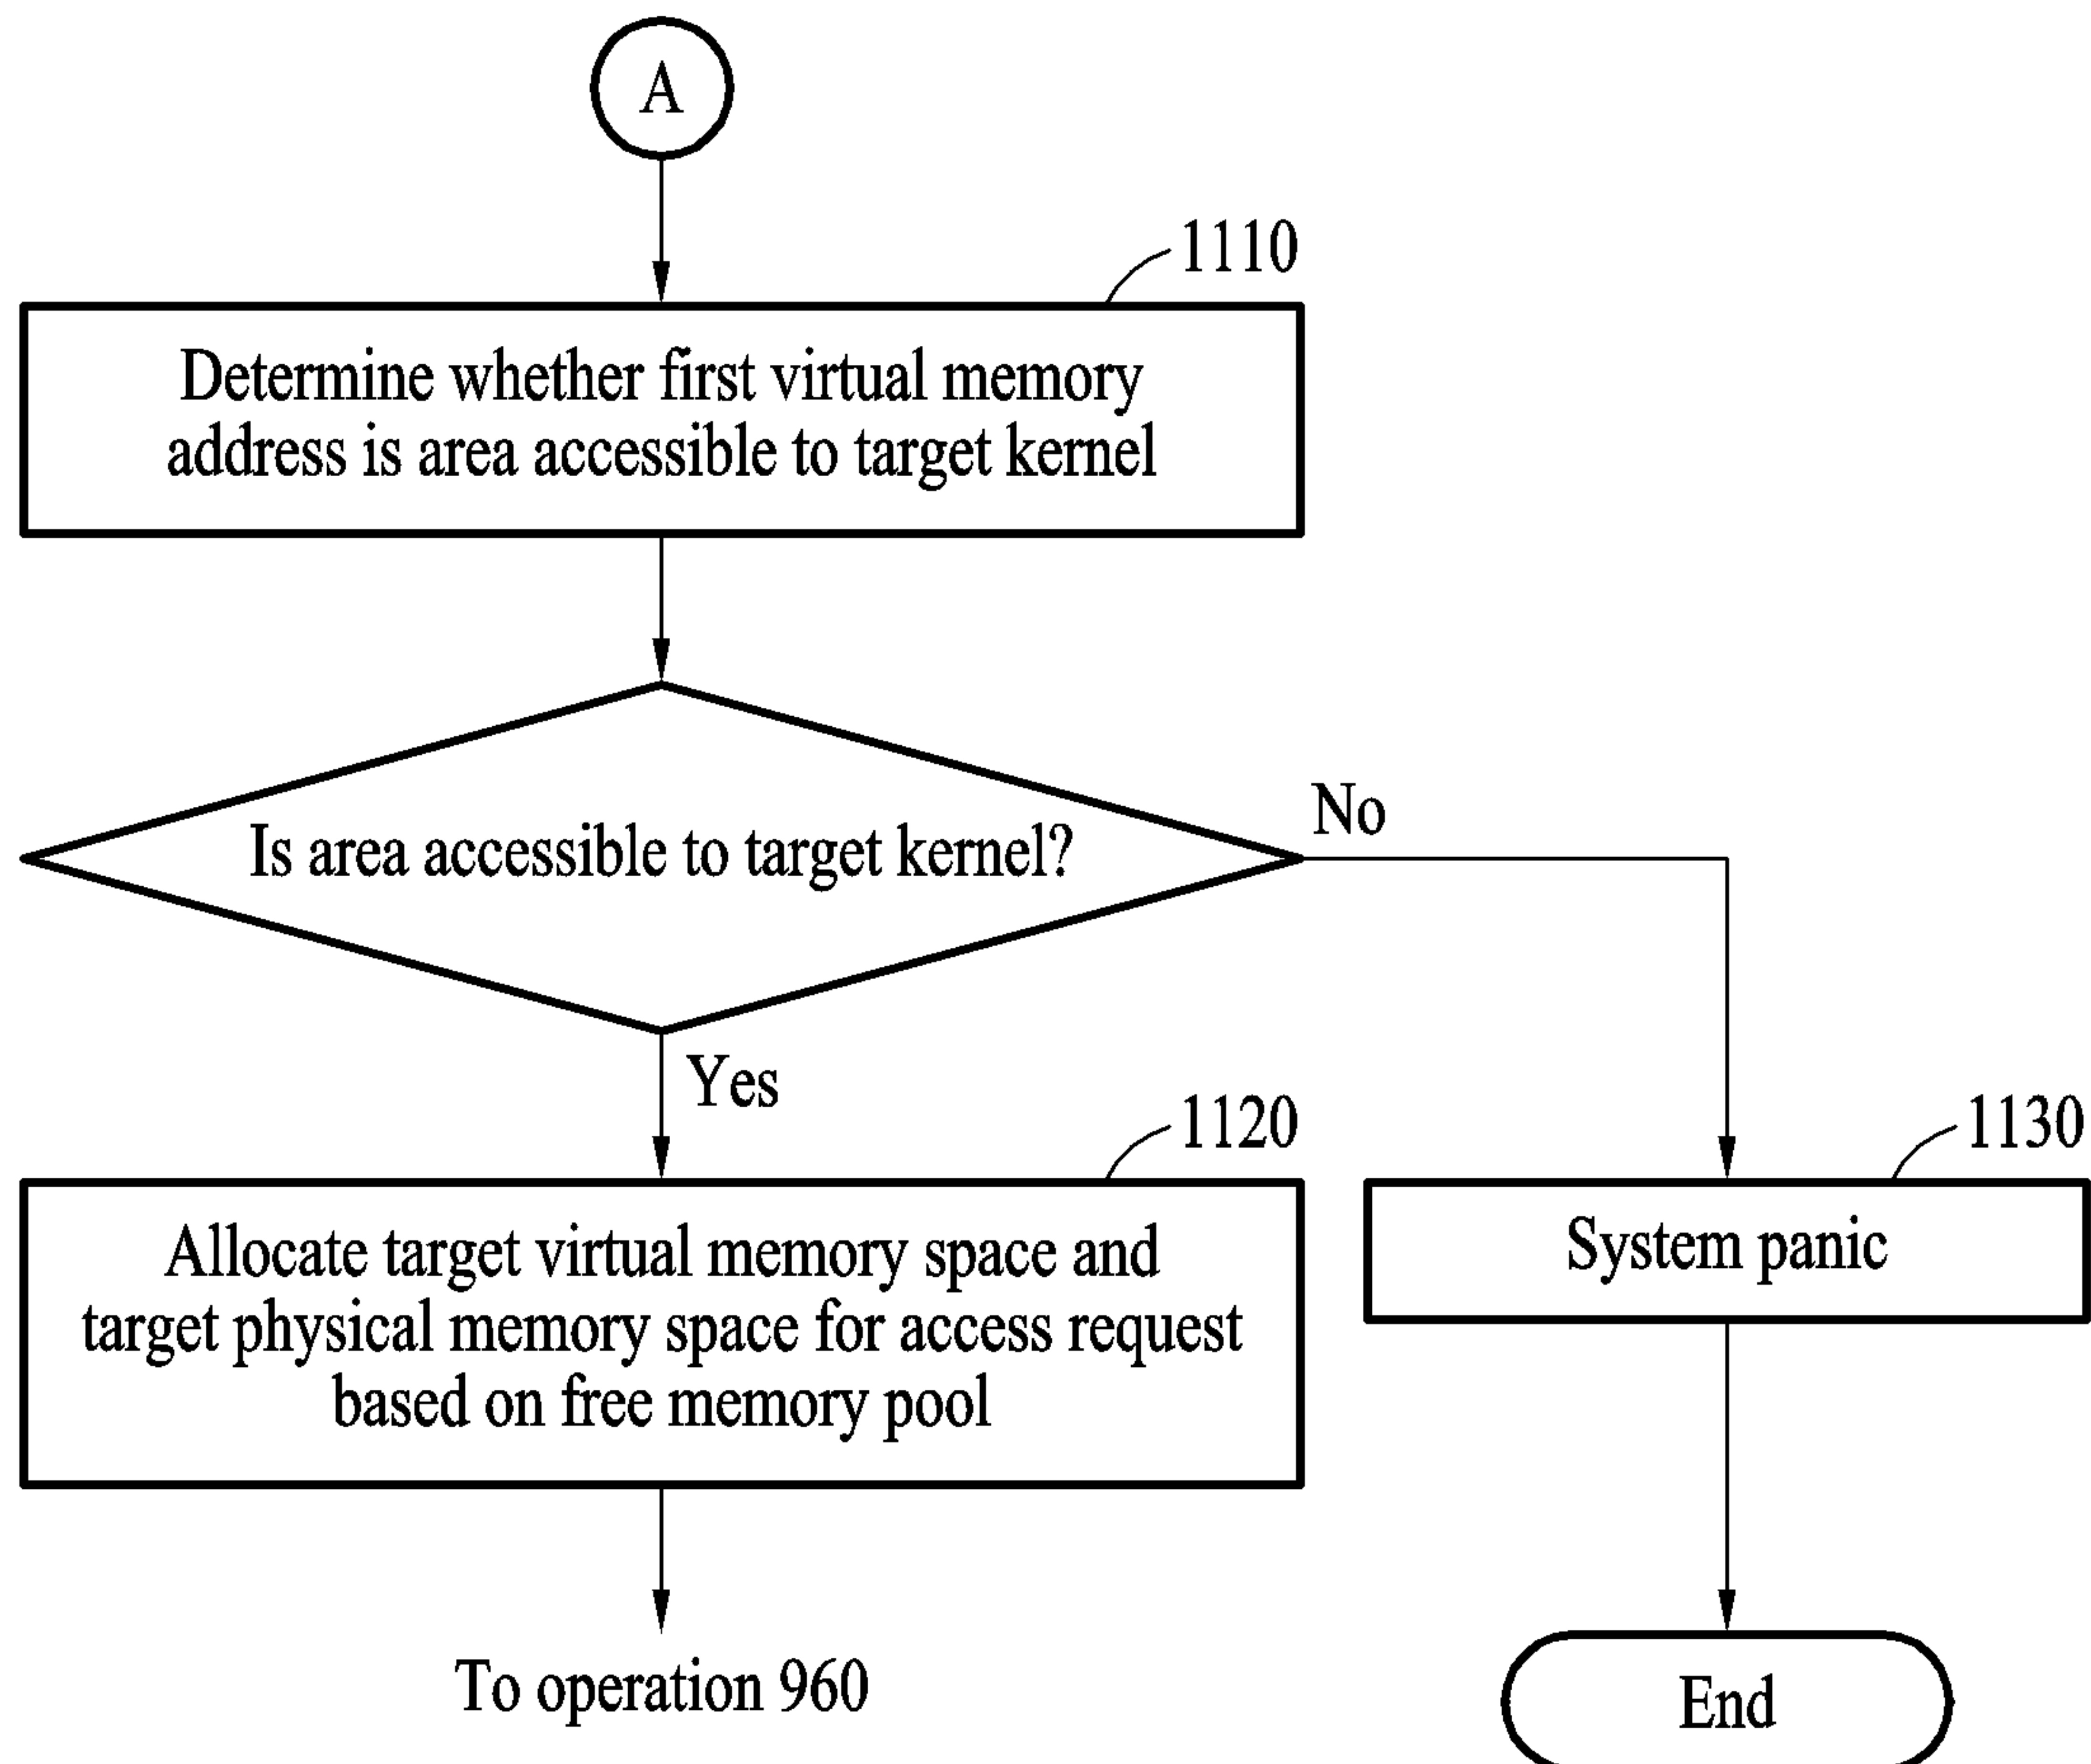 A
1110
Determine whether first virtual memory
address is area accessible to target kernel
Is area accessible to target kernel?
No
Yes
1120
Allocate target virtual memory space and
target physical memory space for access request
based on free memory pool
1130
System panic
To operation 960
End